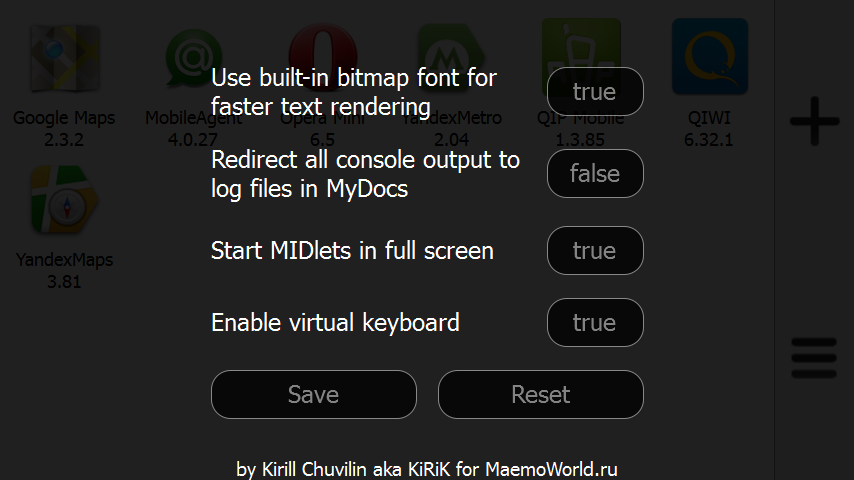 Google Maps
2.3.2
MobileAgent
4.0.27
Opera Mini
6.5
YandexMetro
2.04
QIP Mobile
1.3.85
QIWI
6.32.1
YandexMaps
3.81
Use built-in bitmap font for
faster text rendering
true
Redirect all console output to
log files in MyDocs
false
Start MIDlets in full screen
true
Enable virtual keyboard
true
Save
Reset
by Kirill Chuvilin aka KiRiK for MaemoWorld.ru